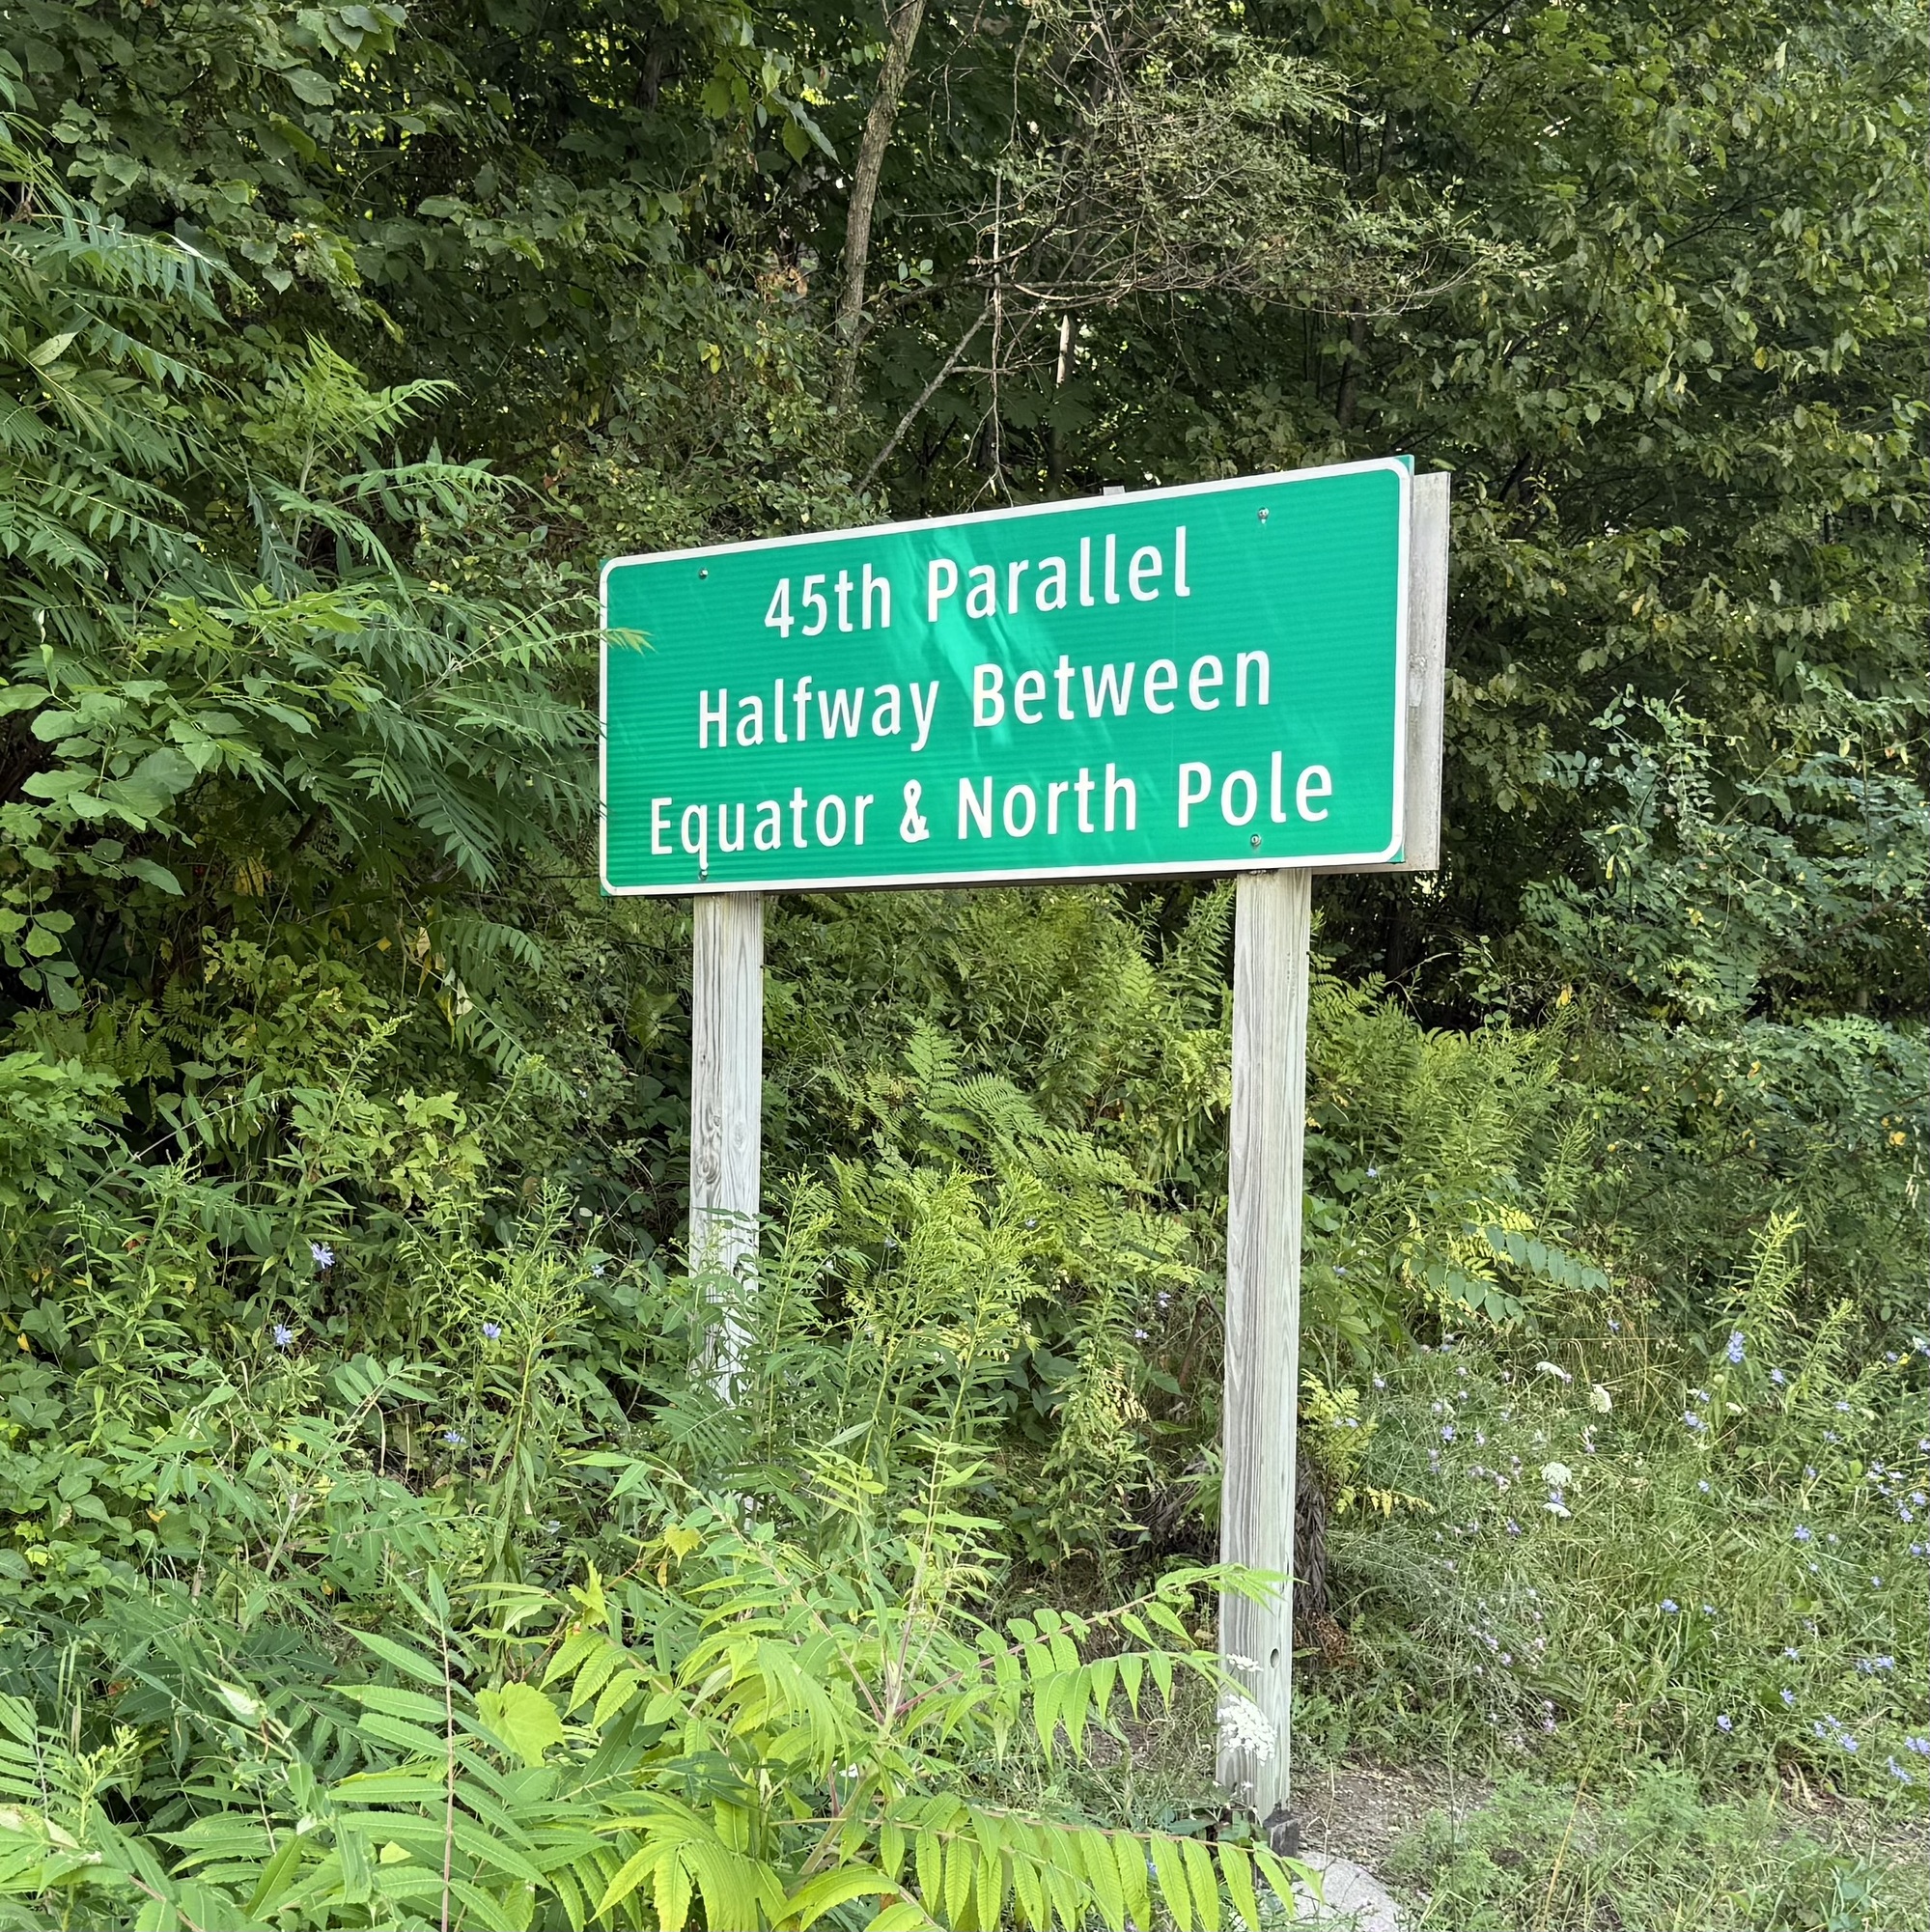 45th Parallel
Halfway Between
Equator & North Pole